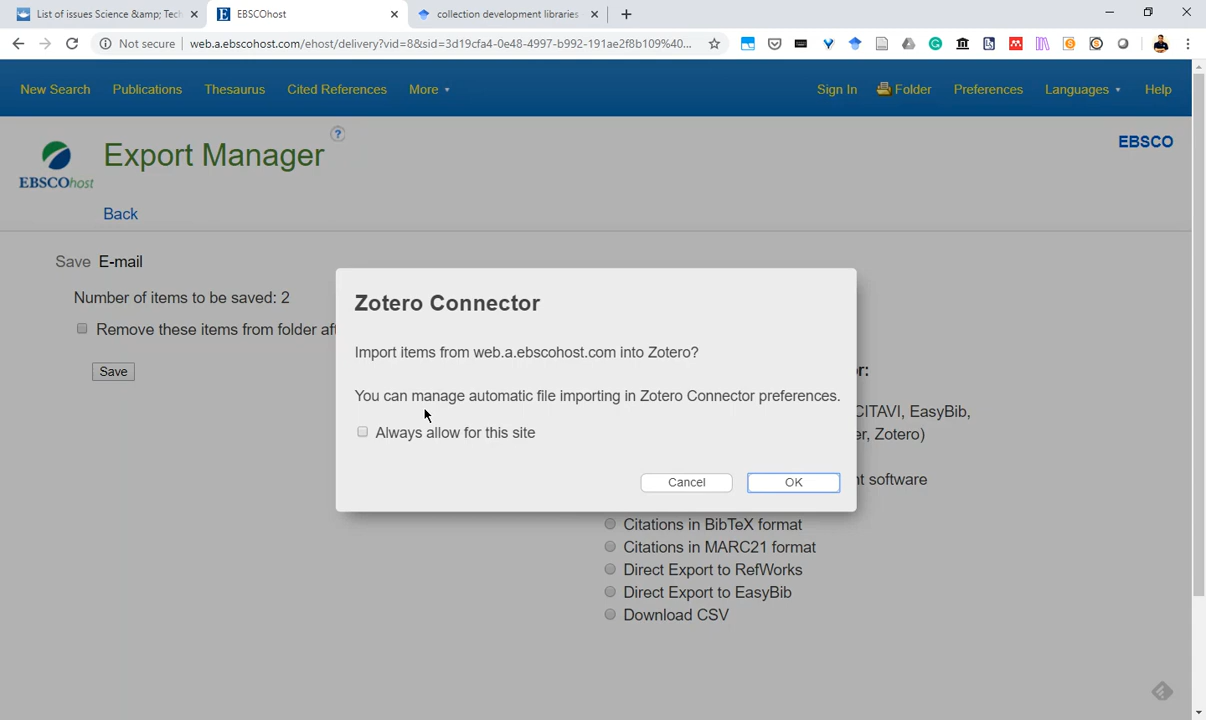 List of issues Science &amp; Tech
EBSCOhost
collection development libraries
Not secure
web.a.ebscohost.com/ehost/delivery?vid=8&sid=3d19cfa4-0e48-4997-b992-191ae2f8b109%40...
New Search
Publications
Thesaurus
Cited References
More
Sign In
Folder
Preferences
Languages
Help
EBSCOhost
Export Manager
?
EBSCO
Back
Save E-mail
Number of items to be saved: 2
Remove these items from folder aft
Save
Zotero Connector
Import items from web.a.ebscohost.com into Zotero?
You can manage automatic file importing in Zotero Connector preferences.
Always allow for this site
Cancel
OK
r:
CITAVI, EasyBib,
er, Zotero)
t software
Citations in BibTeX format
Citations in MARC21 format
Direct Export to RefWorks
Direct Export to EasyBib
Download CSV